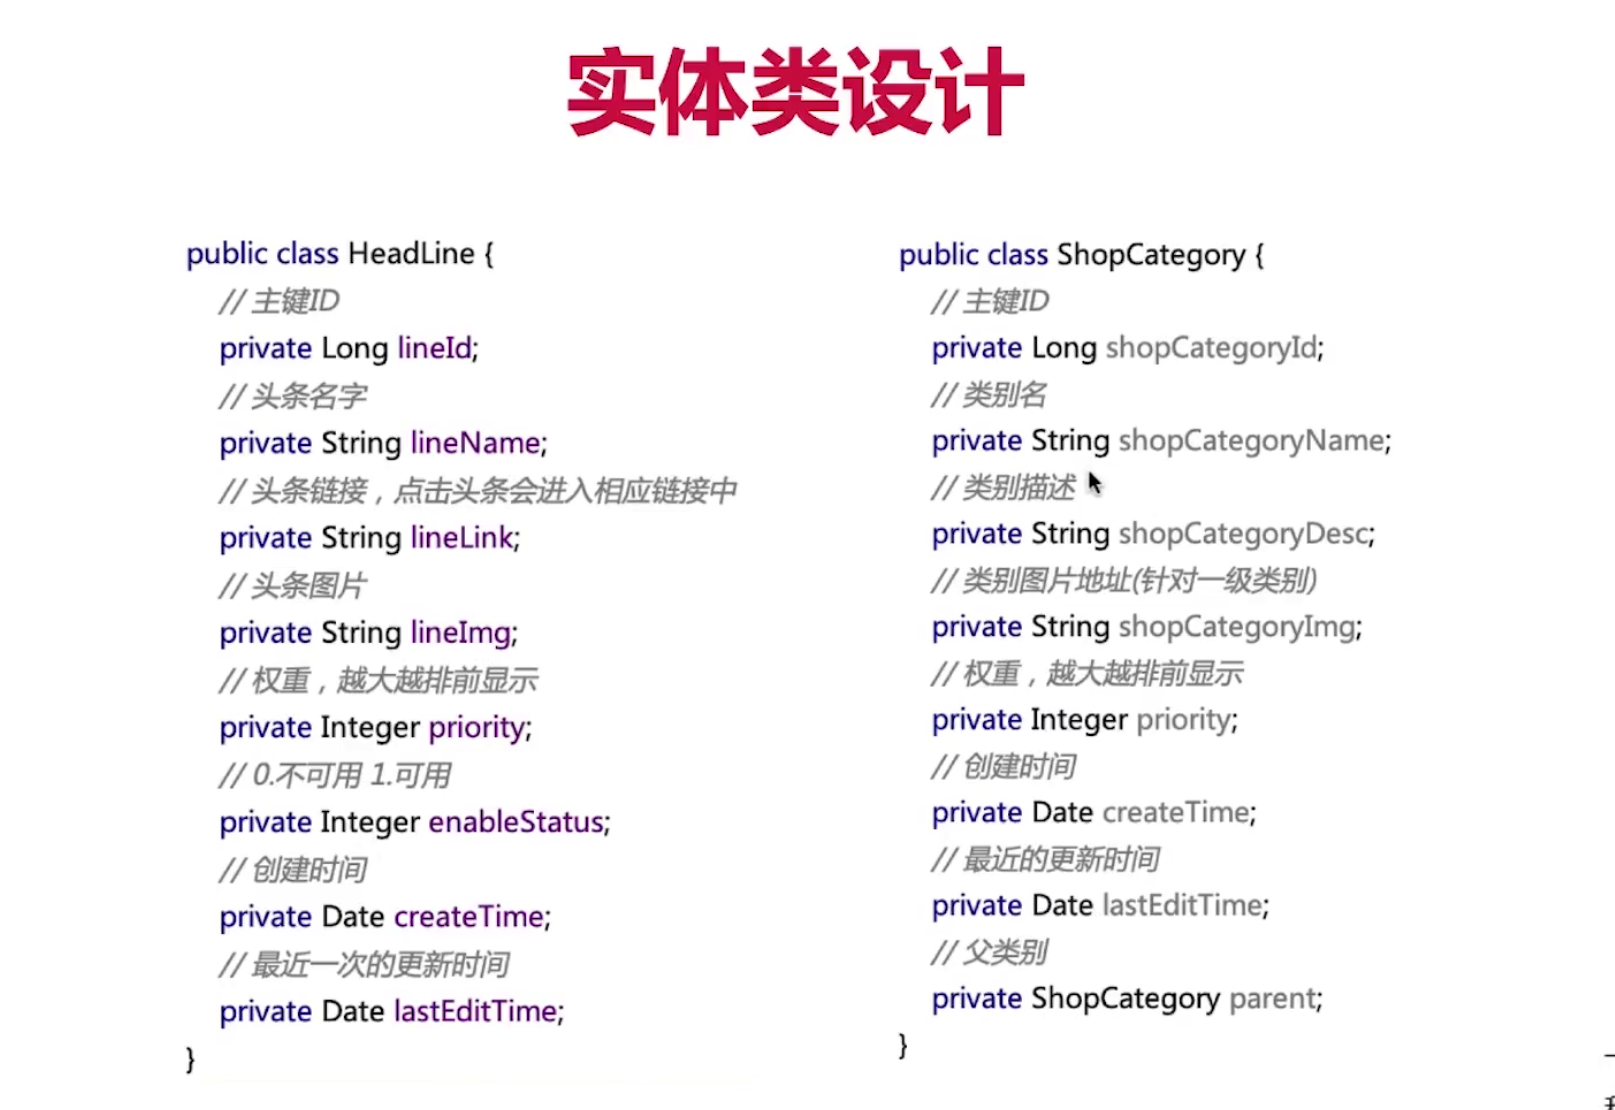 实体类设计
public class HeadLine {
// 主键ID
private Long lineId;
// 头条名字
private String lineName;
// 头条链接，点击头条会进入相应链接中
private String lineLink;
// 头条图片
private String lineImg;
// 权重，越大越排前显示
private Integer priority;
// 0.不可用 1.可用
private Integer enableStatus;
// 创建时间
private Date createTime;
// 最近一次的更新时间
private Date lastEditTime;
}
public class ShopCategory {
// 主键ID
private Long shopCategoryId;
// 类别名
private String shopCategoryName;
// 类别描述
private String shopCategoryDesc;
// 类别图片地址(针对一级类别)
private String shopCategoryImg;
// 权重，越大越排前显示
private Integer priority;
// 创建时间
private Date createTime;
// 最近的更新时间
private Date lastEditTime;
// 父类别
private ShopCategory parent;
}